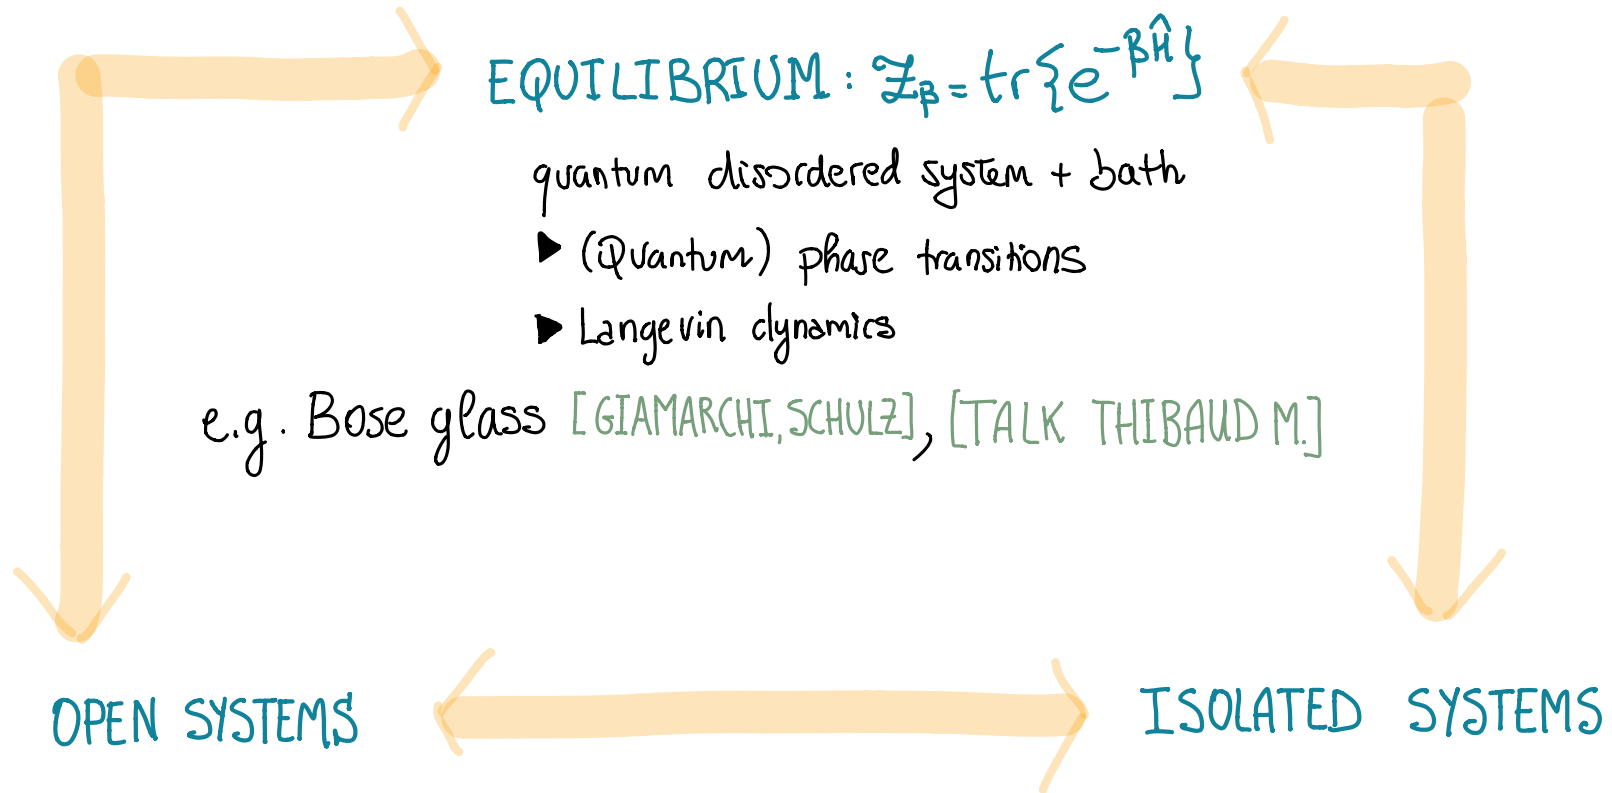 EQUILIBRIUM : Z_β = tr{e^{-βĤ}}
quantum disordered system + bath
▶ (Quantum) phase transitions
▶ Langevin dynamics
e.g. Bose glass [GIAMARCHI, SCHULZ], [TALK THIBAUD M.]
OPEN SYSTEMS
ISOLATED SYSTEMS